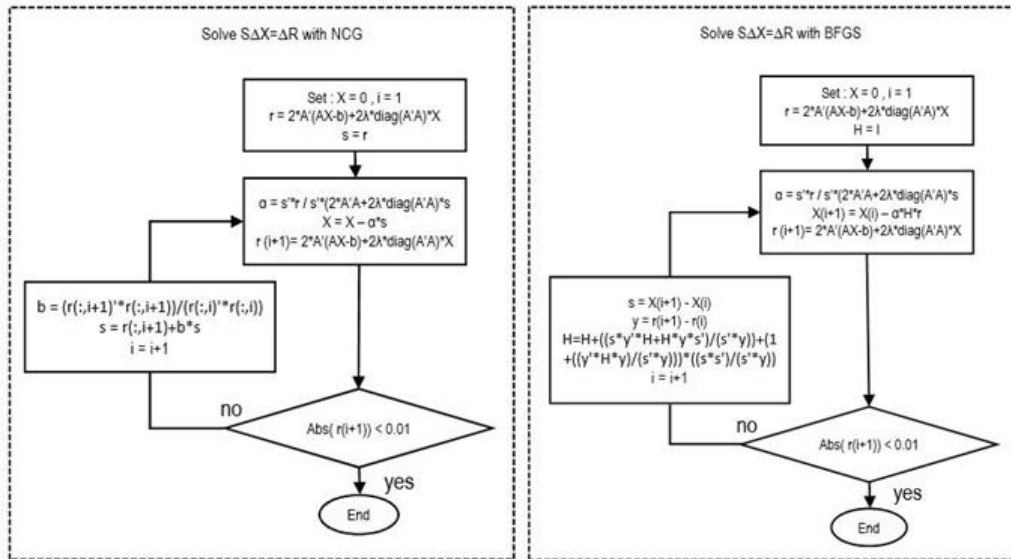 Solve SΔX=ΔR with NCG
Set : X = 0 , i = 1
r = 2*A'(AX-b)+2λ*diag(A'A)*X
s = r
α = s'*r / s'*(2*A'A+2λ*diag(A'A)*s
X = X – α*s
r (i+1)= 2*A'(AX-b)+2λ*diag(A'A)*X
b = (r(:,i+1)'*r(:,i+1))/(r(:,i)'*r(:,i))
s = r(:,i+1)+b*s
i = i+1
no
Abs( r(i+1)) < 0.01
yes
End
Solve SΔX=ΔR with BFGS
Set : X = 0 , i = 1
r = 2*A'(AX-b)+2λ*diag(A'A)*X
H = I
α = s'*r / s'*(2*A'A+2λ*diag(A'A)*s
X(i+1) = X(i) – α*H*r
r (i+1)= 2*A'(AX-b)+2λ*diag(A'A)*X
s = X(i+1) - X(i)
y = r(i+1) - r(i)
H=H+((s*y'*H+H*y*s')/(s'*y))+(1
+((y'*H*y)/(s'*y)))*((s*s')/(s'*y))
i = i+1
no
Abs( r(i+1)) < 0.01
yes
End